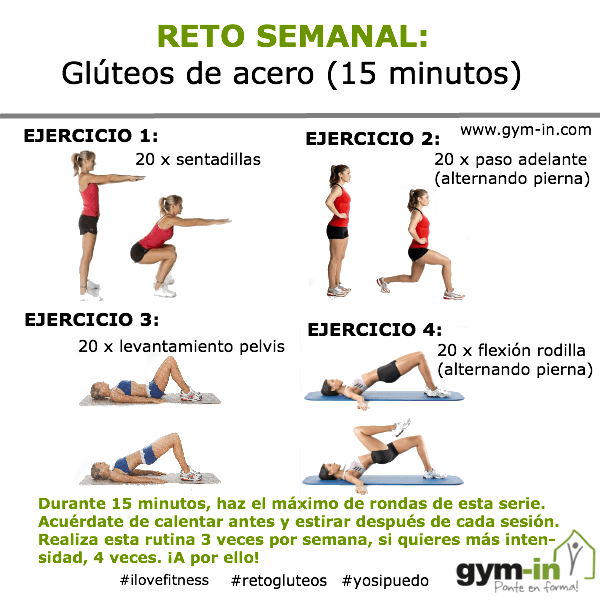 RETO SEMANAL:
Glúteos de acero (15 minutos)
EJERCICIO 1:
20 x sentadillas
EJERCICIO 2:
www.gym-in.com
20 x paso adelante
(alternando pierna)
EJERCICIO 3:
20 x levantamiento pelvis
EJERCICIO 4:
20 x flexión rodilla
(alternando pierna)
Durante 15 minutos, haz el máximo de rondas de esta serie.
Acuérdate de calentar antes y estirar después de cada sesión.
Realiza esta rutina 3 veces por semana, si quieres más inten-
sidad, 4 veces. ¡A por ello!
#ilovefitness #retogluteos #yosipuedo
gym-in
Ponte en forma!